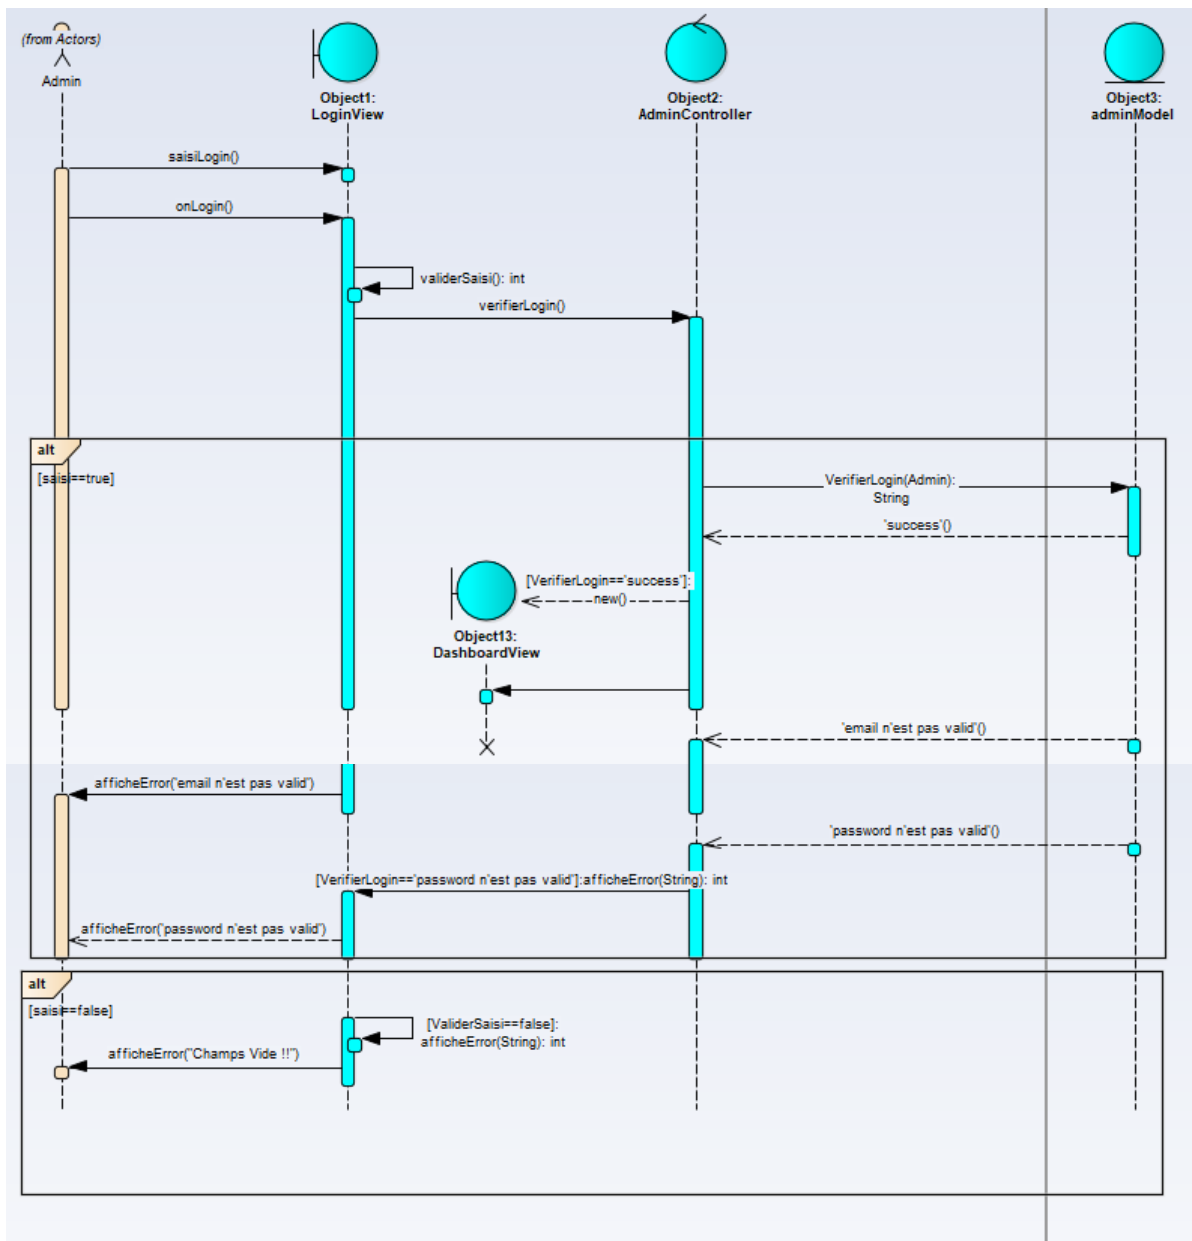 (from Actors)
Admin
Object1:
LoginView
Object2:
AdminController
Object3:
adminModel
saisiLogin()
onLogin()
validerSaisi(): int
verifierLogin()
alt
[saisi==true]
VerifierLogin(Admin):
String
'success'()
[VerifierLogin=='success']:
new()
Object13:
DashboardView
'email n'est pas valid'()
afficheError('email n'est pas valid')
'password n'est pas valid'()
[VerifierLogin=='password n'est pas valid']:afficheError(String): int
afficheError('password n'est pas valid')
alt
[saisi==false]
[ValiderSaisi==false]:
afficheError(String): int
afficheError("Champs Vide !!")